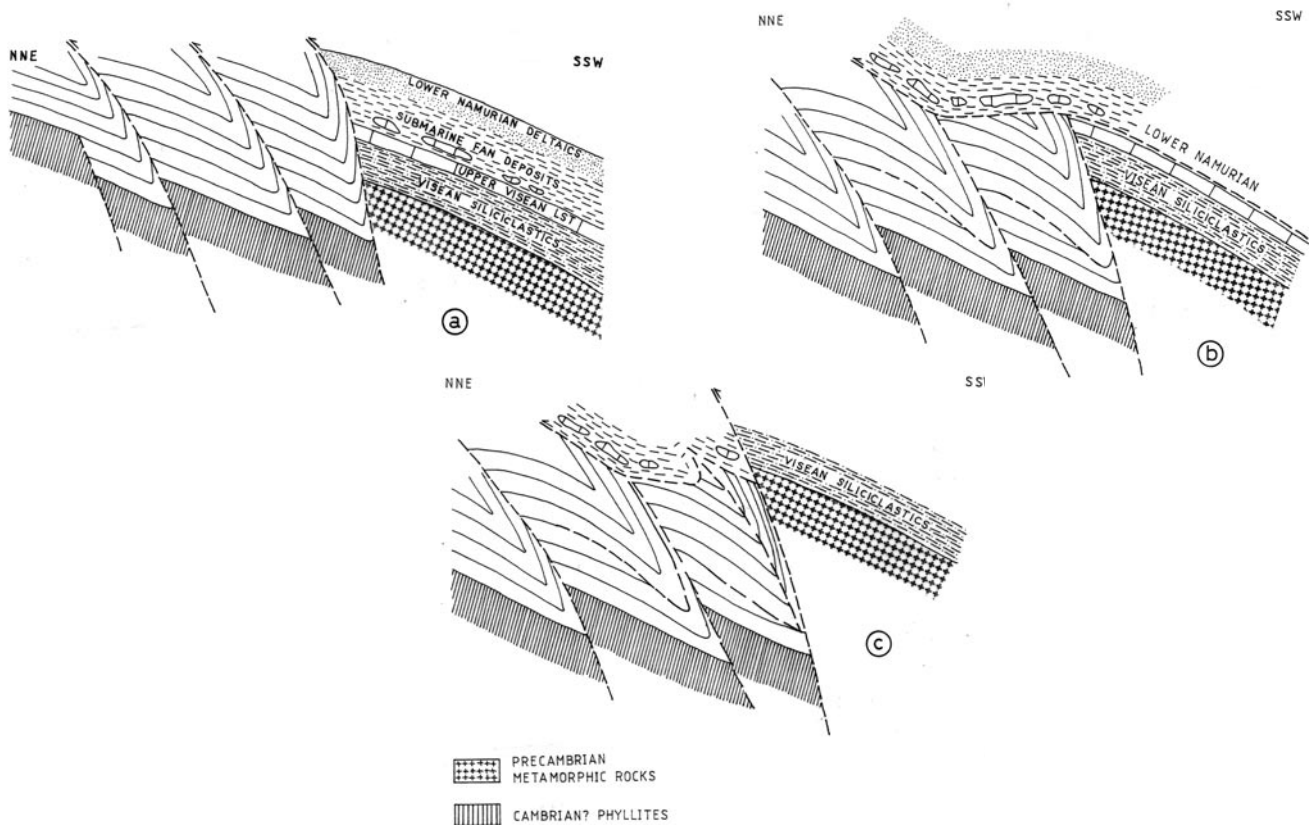 NNE
SSW
LOWER NAMURIAN DELTAICS
SUBMARINE FAN DEPOSITS
UPPER VISEAN LST
VISEAN SILICICLASTICS
a
NNE
SSW
LOWER NAMURIAN
VISEAN SILICICLASTICS
b
NNE
SS
VISEAN SILICICLASTICS
c
PRECAMBRIAN
METAMORPHIC ROCKS
CAMBRIAN? PHYLLITES